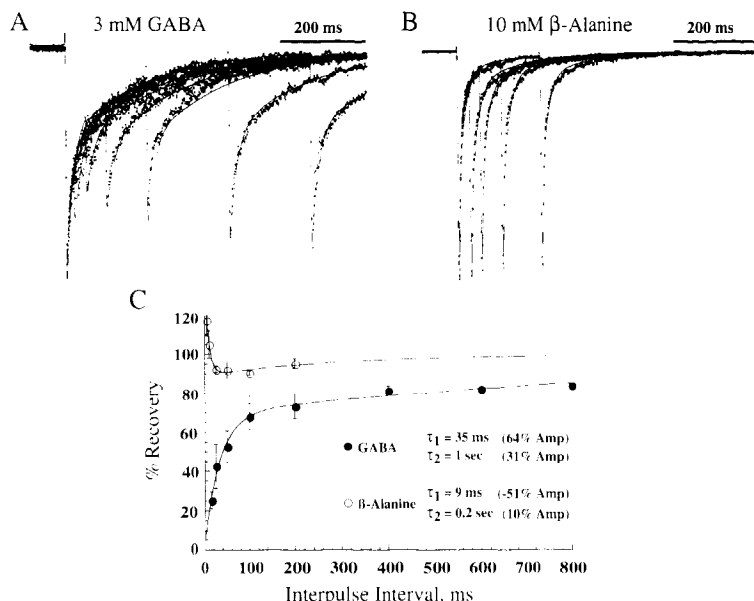 A
3 mM GABA
200 ms
B
10 mM β-Alanine
200 ms
C
120
100
80
60
40
20
0
% Recovery
GABA
τ1 = 35 ms (64% Amp)
τ2 = 1 sec (31% Amp)
β-Alanine
τ1 = 9 ms (-51% Amp)
τ2 = 0.2 sec (10% Amp)
0 100 200 300 400 500 600 700 800
Interpulse Interval, ms